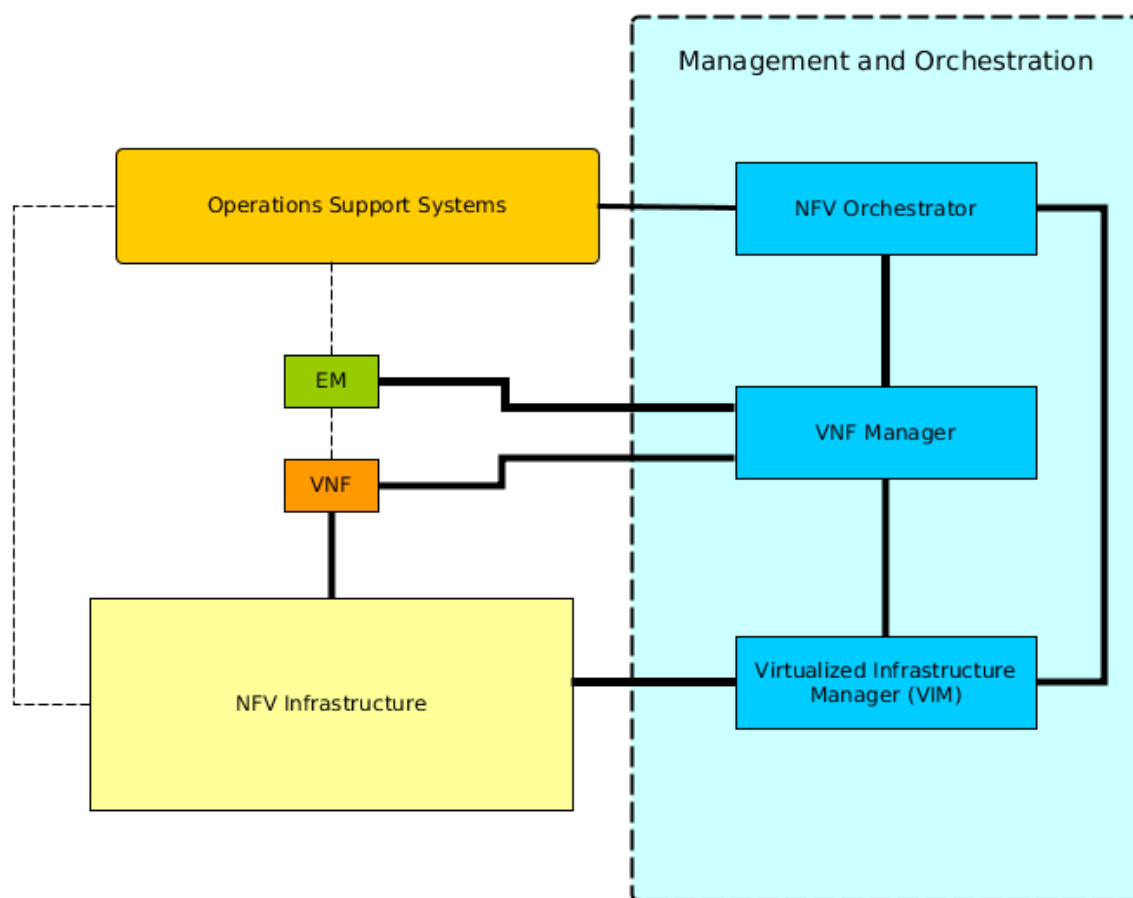 Management and Orchestration
Operations Support Systems
NFV Orchestrator
EM
VNF Manager
VNF
NFV Infrastructure
Virtualized Infrastructure
Manager (VIM)